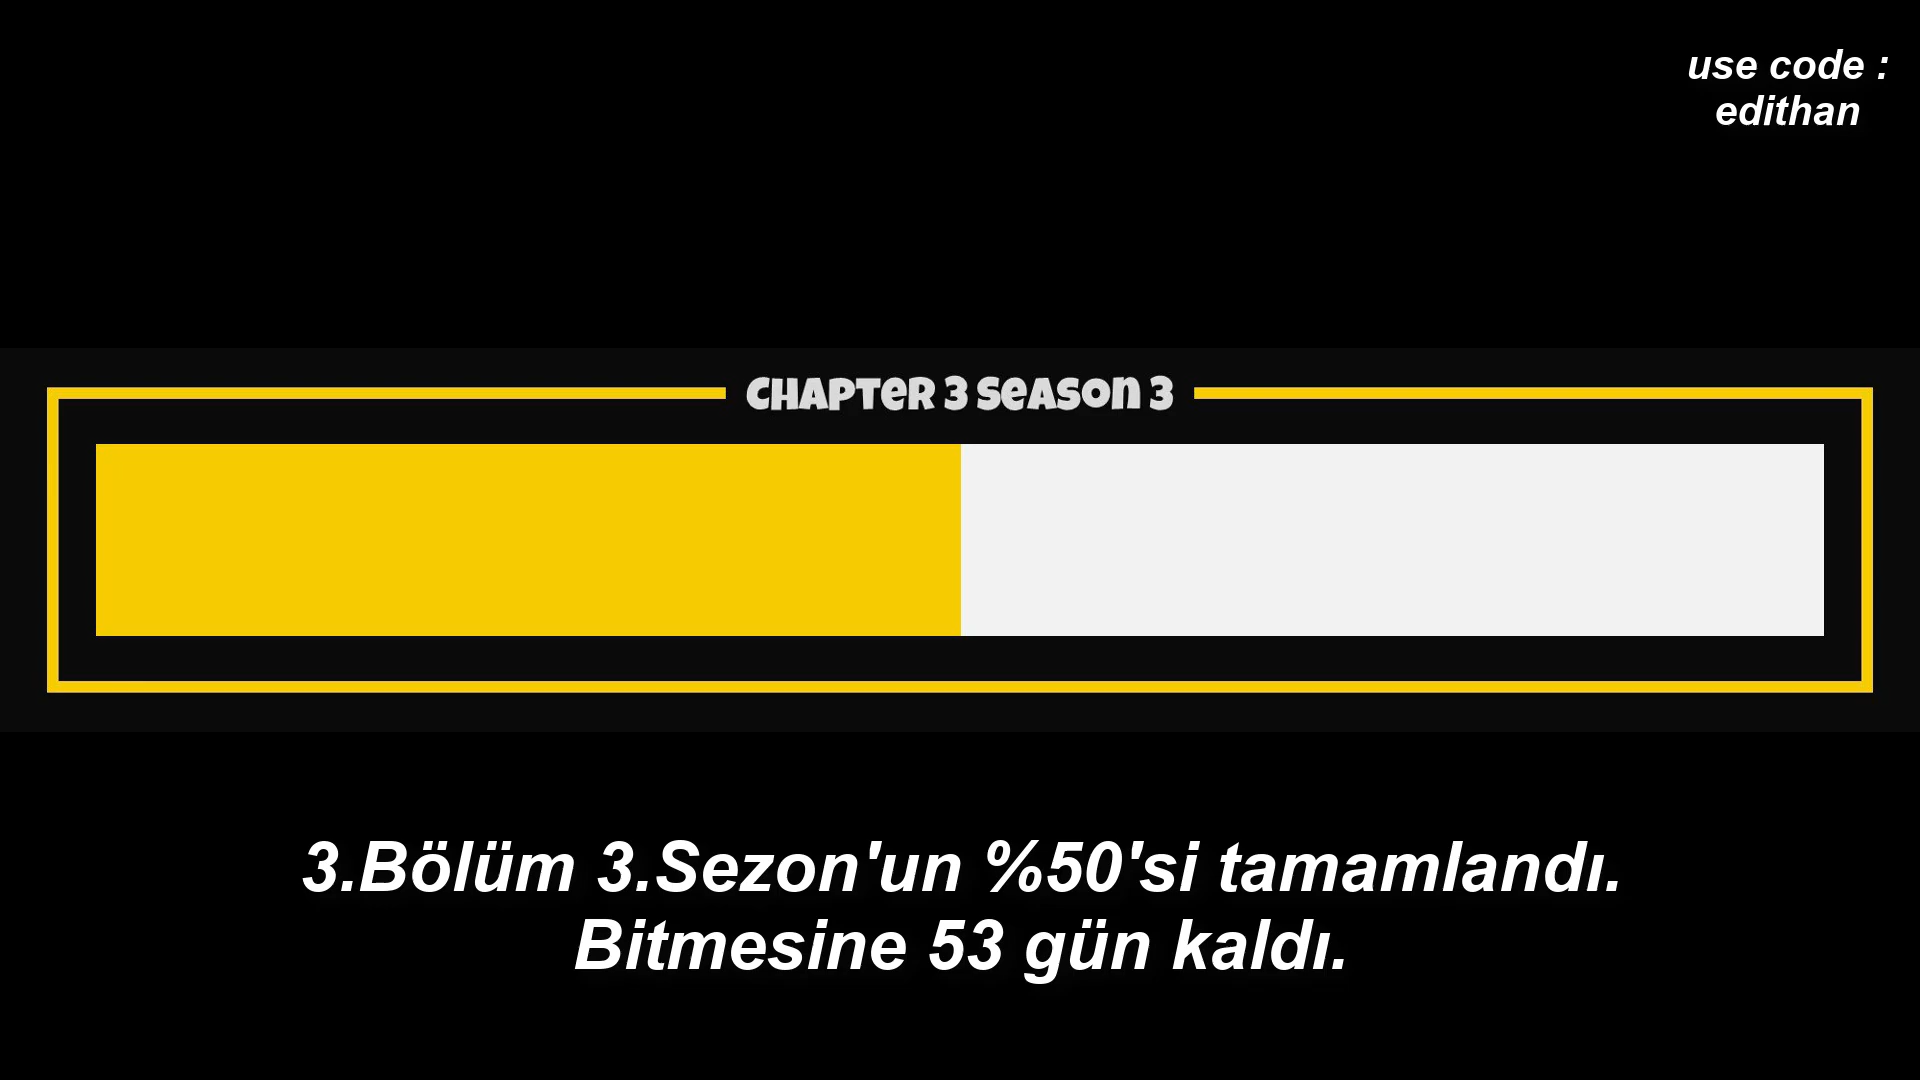 use code :
edithan
CHAPTER 3 SEASON 3
3.Bölüm 3.Sezon'un %50'si tamamlandı.
Bitmesine 53 gün kaldı.